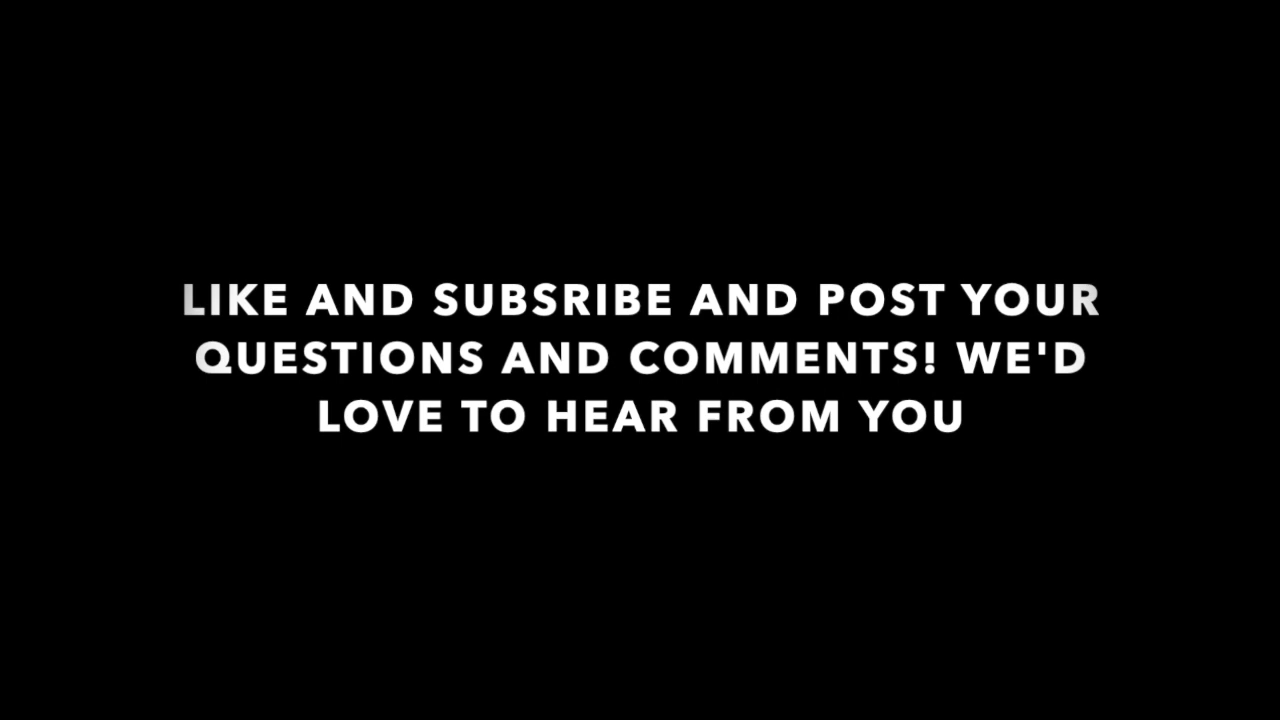 LIKE AND SUBSRIBE AND POST YOUR
QUESTIONS AND COMMENTS! WE'D
LOVE TO HEAR FROM YOU